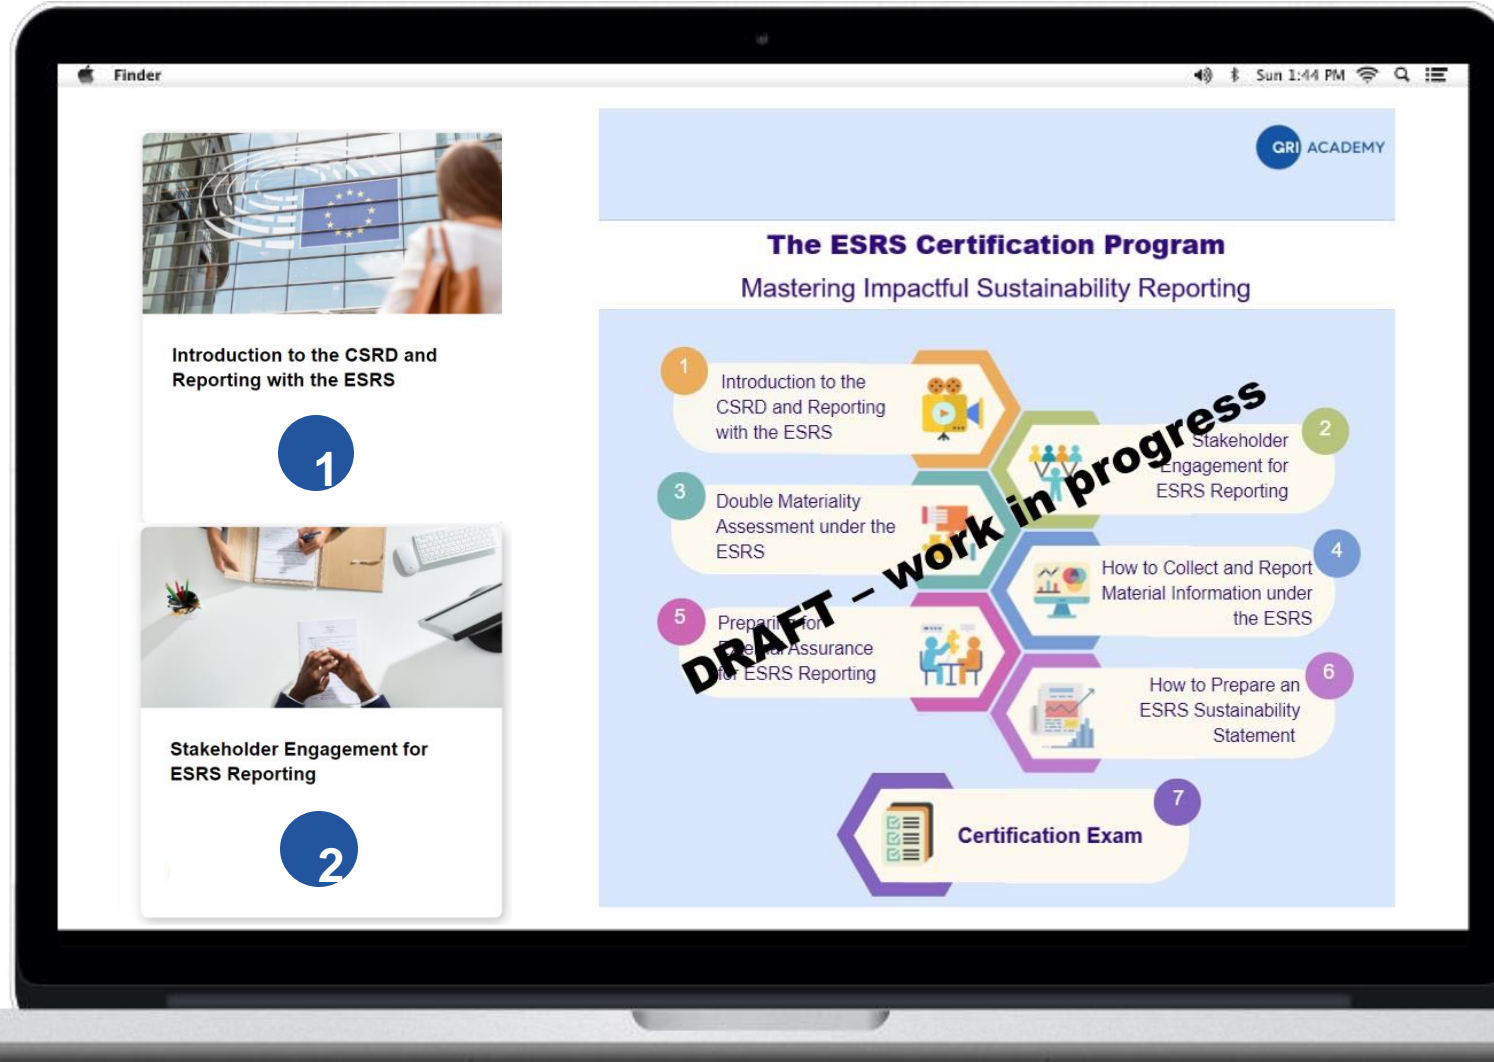 Finder
Sun 1:44 PM
Introduction to the CSRD and
Reporting with the ESRS
1
Stakeholder Engagement for
ESRS Reporting
2
GRI ACADEMY
The ESRS Certification Program
Mastering Impactful Sustainability Reporting
1
Introduction to the
CSRD and Reporting
with the ESRS
2
Stakeholder
Engagement for
ESRS Reporting
3
Double Materiality
Assessment under the
ESRS
4
How to Collect and Report
Material Information under
the ESRS
5
Preparing for
Assurance
for ESRS Reporting
6
How to Prepare an
ESRS Sustainability
Statement
7
Certification Exam
DRAFT – work in progress